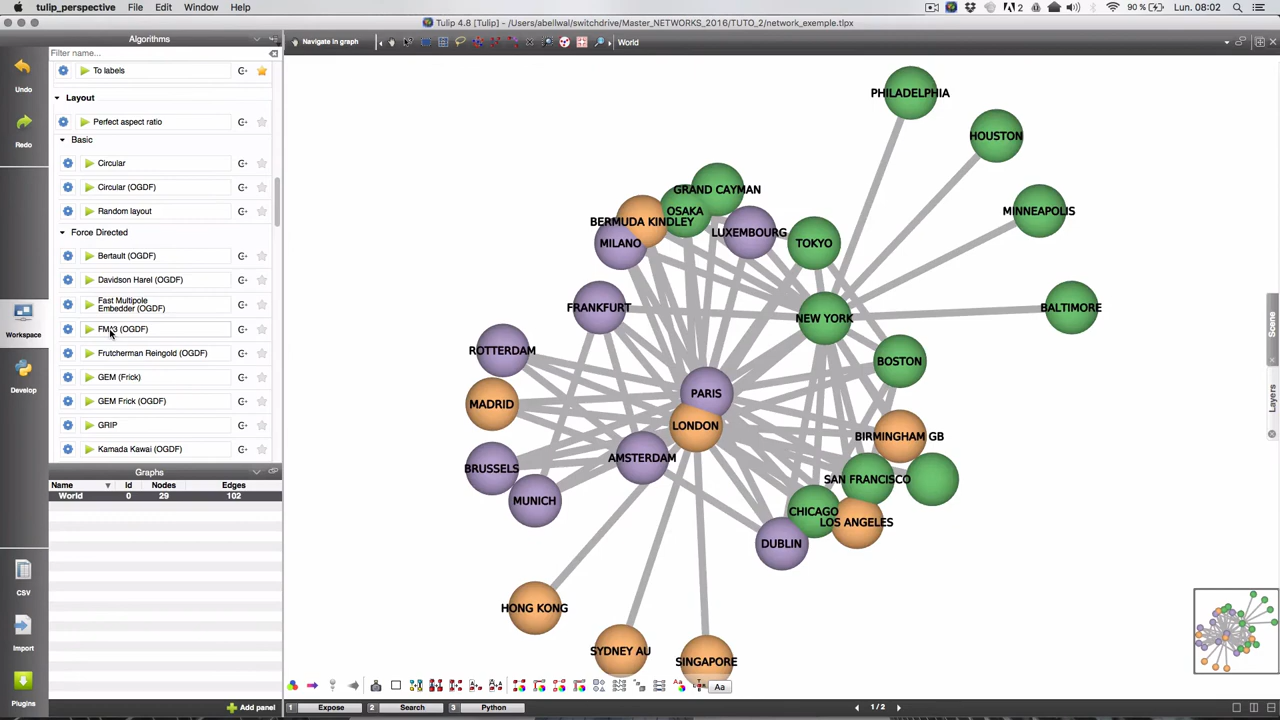 tulip_perspective File Edit Window Help
2 90 % Lun. 08:02
Tulip 4.8 [Tulip] - /Users/abellwal/switchdrive/Master_NETWORKS_2016/TUTO_2/network_exemple.tlpx
Algorithms
Navigate in graph
World
Filter name...
To labels
Layout
Perfect aspect ratio
Basic
Circular
Circular (OGDF)
Random layout
Force Directed
Bertault (OGDF)
Davidson Harel (OGDF)
Fast Multipole
Embedder (OGDF)
(OGDF)
Frutcherman Reingold (OGDF)
GEM (Frick)
GEM Frick (OGDF)
GRIP
Kamada Kawai (OGDF)
Undo
Redo
Workspace
Develop
CSV
Import
Plugins
Graphs
Name Id Nodes Edges
World 0 29 102
PHILADELPHIA
HOUSTON
GRAND CAYMAN
OSAKA
MINNEAPOLIS
BERMUDA KINDLEY
LUXEMBOURG
MILANO
TOKYO
FRANKFURT
BALTIMORE
NEW YORK
ROTTERDAM
BOSTON
PARIS
MADRID
LONDON
BIRMINGHAM GB
AMSTERDAM
BRUSSELS
SAN FRANCISCO
MUNICH
CHICAGO
LOS ANGELES
DUBLIN
HONG KONG
SYDNEY AU
SINGAPORE
Aa
Scene
Layers
Add panel
1 Expose 2 Search 3 Python
1 / 2